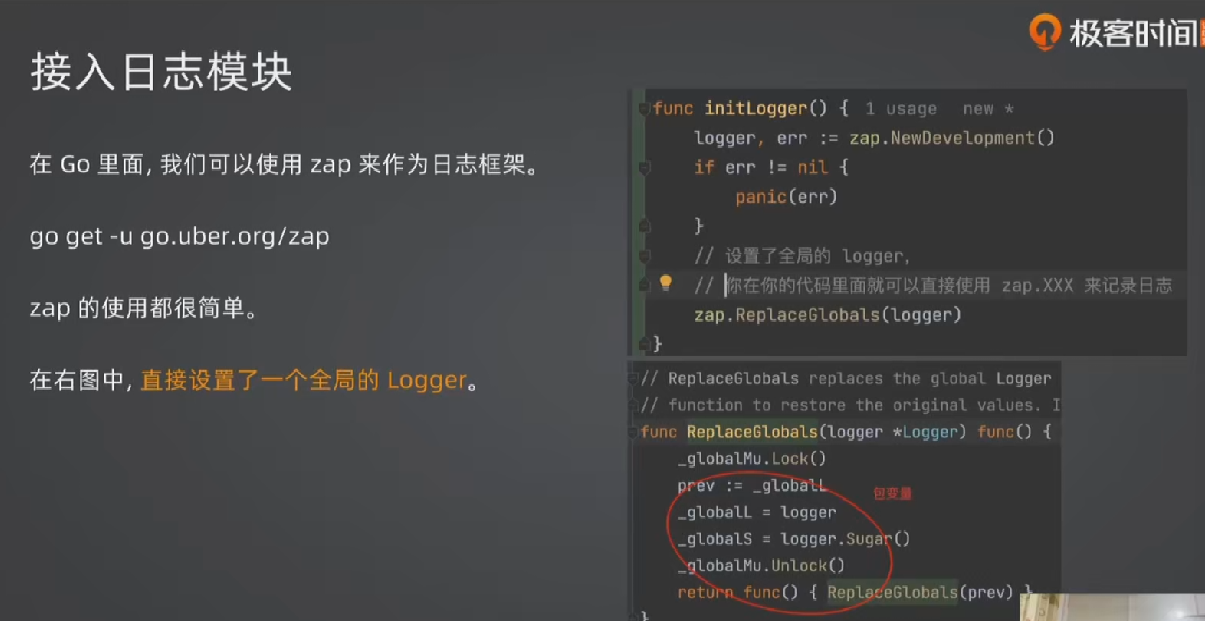 极客时间
接入日志模块
在 Go 里面, 我们可以使用 zap 来作为日志框架。
go get -u go.uber.org/zap
zap 的使用都很简单。
在右图中, 直接设置了一个全局的 Logger。
func initLogger() { 1 usage new *
logger, err := zap.NewDevelopment()
if err != nil {
panic(err)
}
// 设置了全局的 logger,
// 你在你的代码里面就可以直接使用 zap.XXX 来记录日志
zap.ReplaceGlobals(logger)
}
// ReplaceGlobals replaces the global Logger
// function to restore the original values. I
func ReplaceGlobals(logger *Logger) func() {
_globalMu.Lock()
prev := _globalL
包变量
_globalL = logger
_globalS = logger.Sugar()
_globalMu.Unlock()
return func() { ReplaceGlobals(prev) }
}